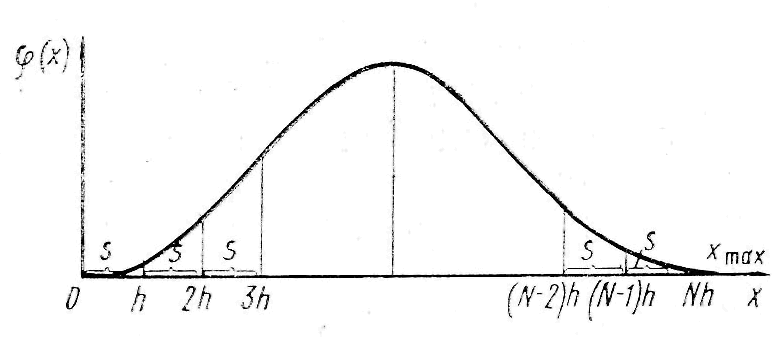 φ(x)
S S S S S x max
0 h 2h 3h (N-2)h (N-1)h Nh x